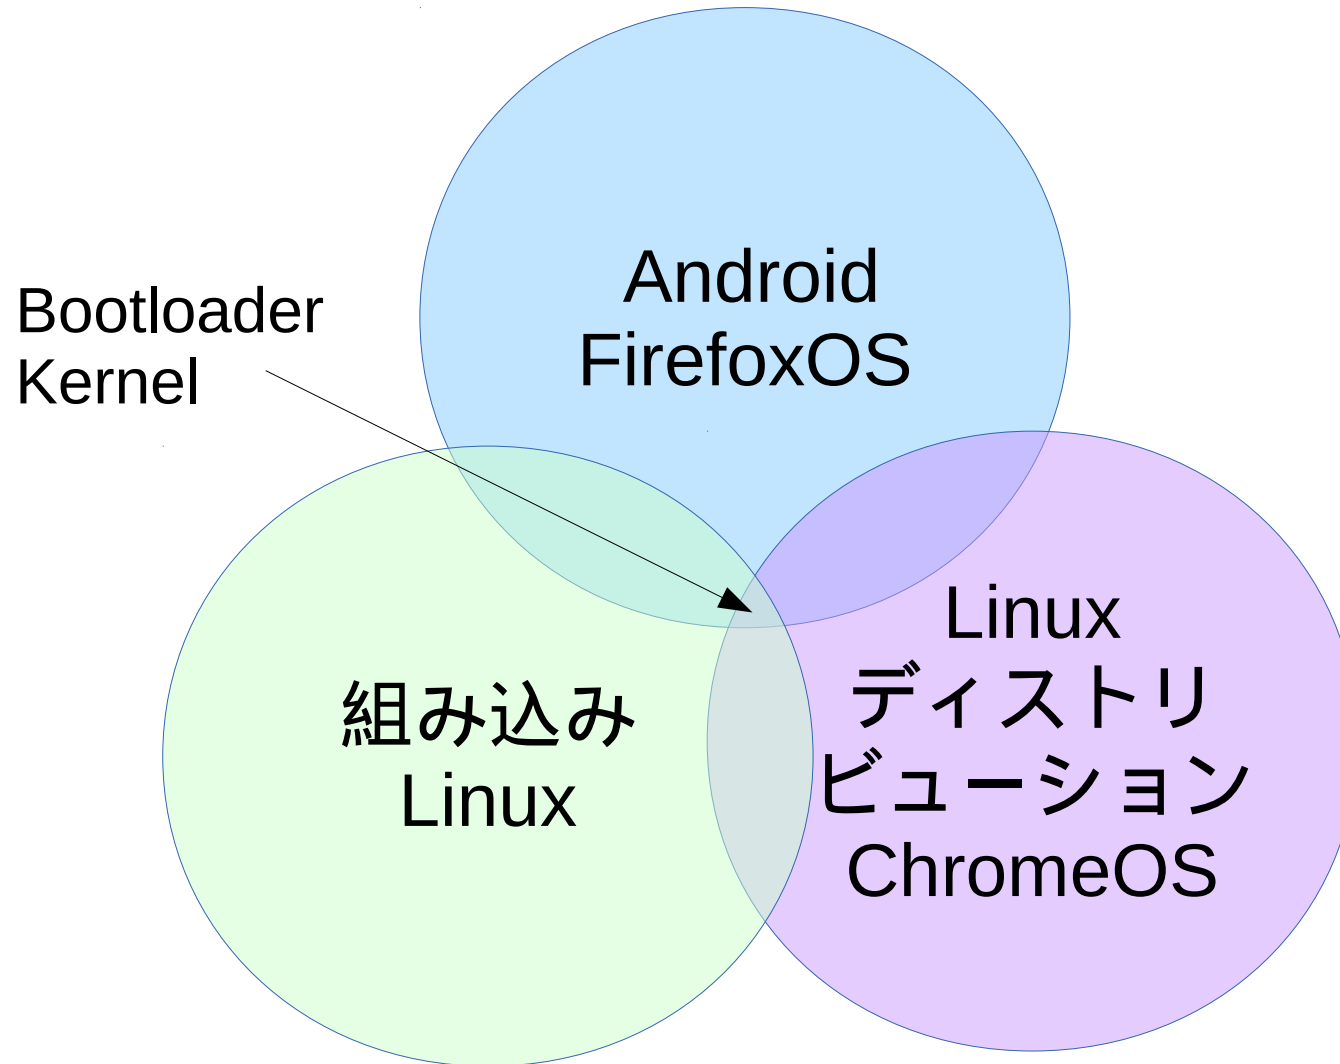 Android
FirefoxOS
Bootloader
Kernel
組み込み
Linux
Linux
ディストリ
ビューション
ChromeOS